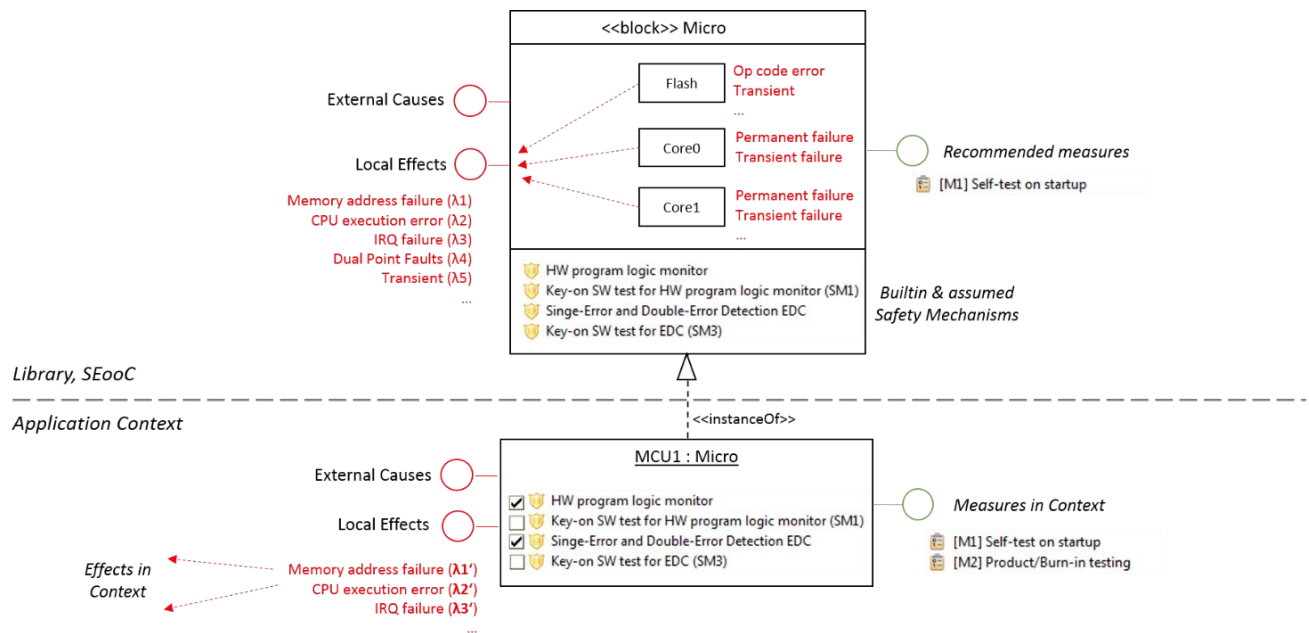 <<block>> Micro
Flash
Op code error
Transient
...
External Causes
Core0
Permanent failure
Transient failure
Local Effects
Recommended measures
[M1] Self-test on startup
Core1
Permanent failure
Transient failure
...
Memory address failure (λ1)
CPU execution error (λ2)
IRQ failure (λ3)
Dual Point Faults (λ4)
Transient (λ5)
...
HW program logic monitor
Key-on SW test for HW program logic monitor (SM1)
Singe-Error and Double-Error Detection EDC
Key-on SW test for EDC (SM3)
Builtin & assumed
Safety Mechanisms
Library, SEooC
Application Context
<<instanceOf>>
MCU1 : Micro
External Causes
Local Effects
HW program logic monitor
Key-on SW test for HW program logic monitor (SM1)
Singe-Error and Double-Error Detection EDC
Key-on SW test for EDC (SM3)
Measures in Context
[M1] Self-test on startup
[M2] Product/Burn-in testing
Effects in
Context
Memory address failure (λ1‘)
CPU execution error (λ2‘)
IRQ failure (λ3‘)
...